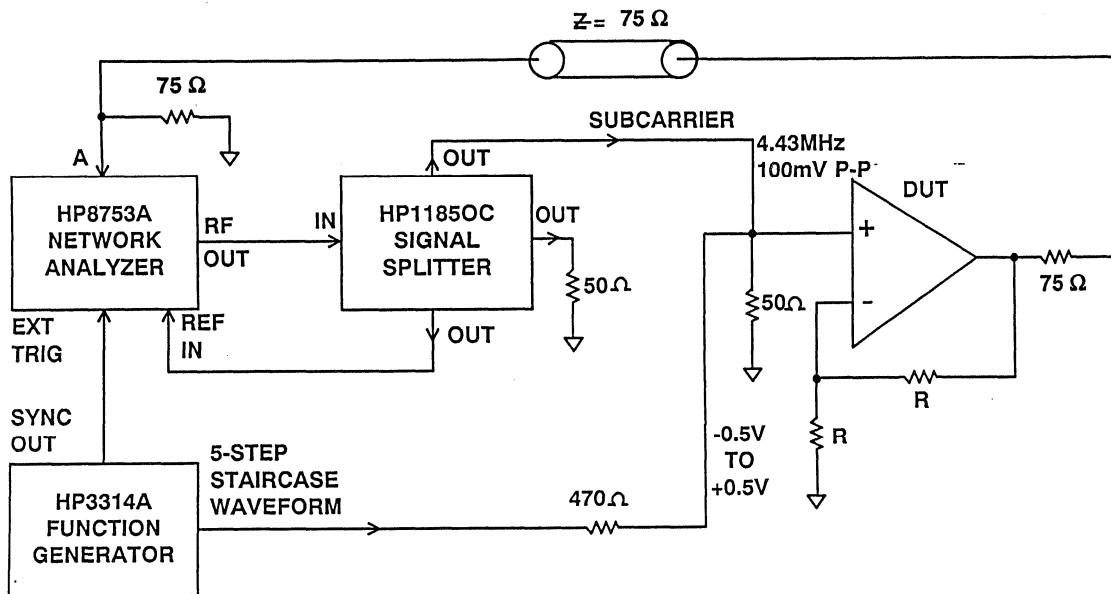 Z = 75 Ω
75 Ω
A
SUBCARRIER
4.43MHz
100mV P-P
DUT
OUT
HP8753A
NETWORK
ANALYZER
RF
OUT
IN
HP11850C
SIGNAL
SPLITTER
OUT
50Ω
50Ω
+
-
75 Ω
EXT
TRIG
REF
IN
OUT
R
R
SYNC
OUT
5-STEP
STAIRCASE
WAVEFORM
-0.5V
TO
+0.5V
470Ω
HP3314A
FUNCTION
GENERATOR